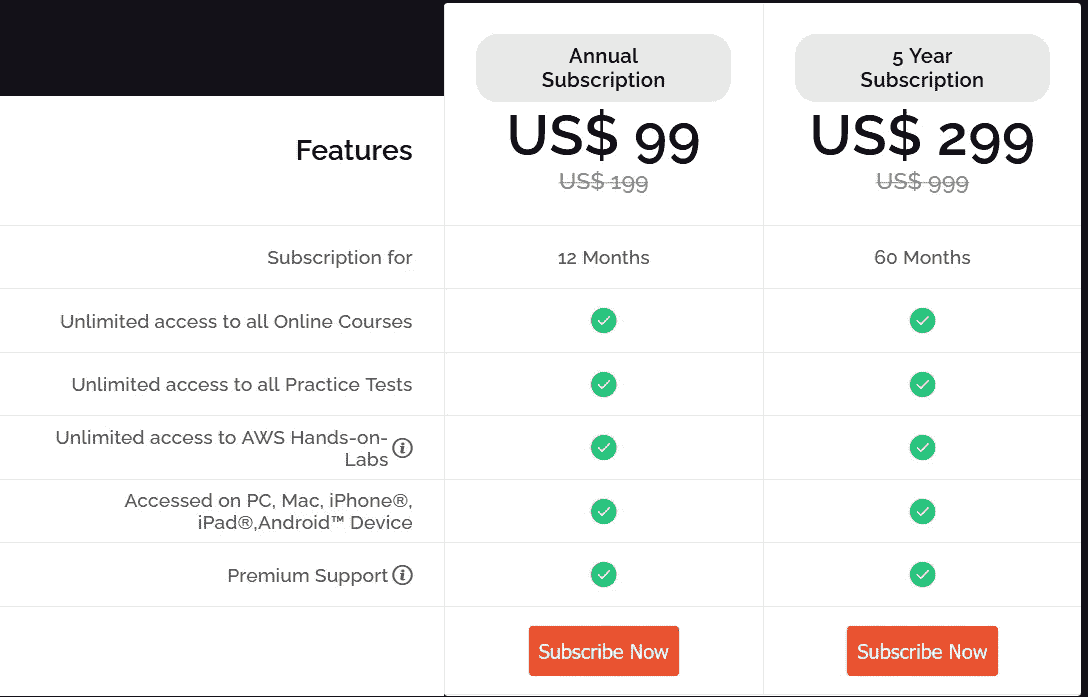 Annual
Subscription
5 Year
Subscription
Features
US$ 99
US$ 299
US$ 199
US$ 999
Subscription for
12 Months
60 Months
Unlimited access to all Online Courses
Unlimited access to all Practice Tests
Unlimited access to AWS Hands-on-
Labs
Accessed on PC, Mac, iPhone®,
iPad®,Android™ Device
Premium Support
Subscribe Now
Subscribe Now